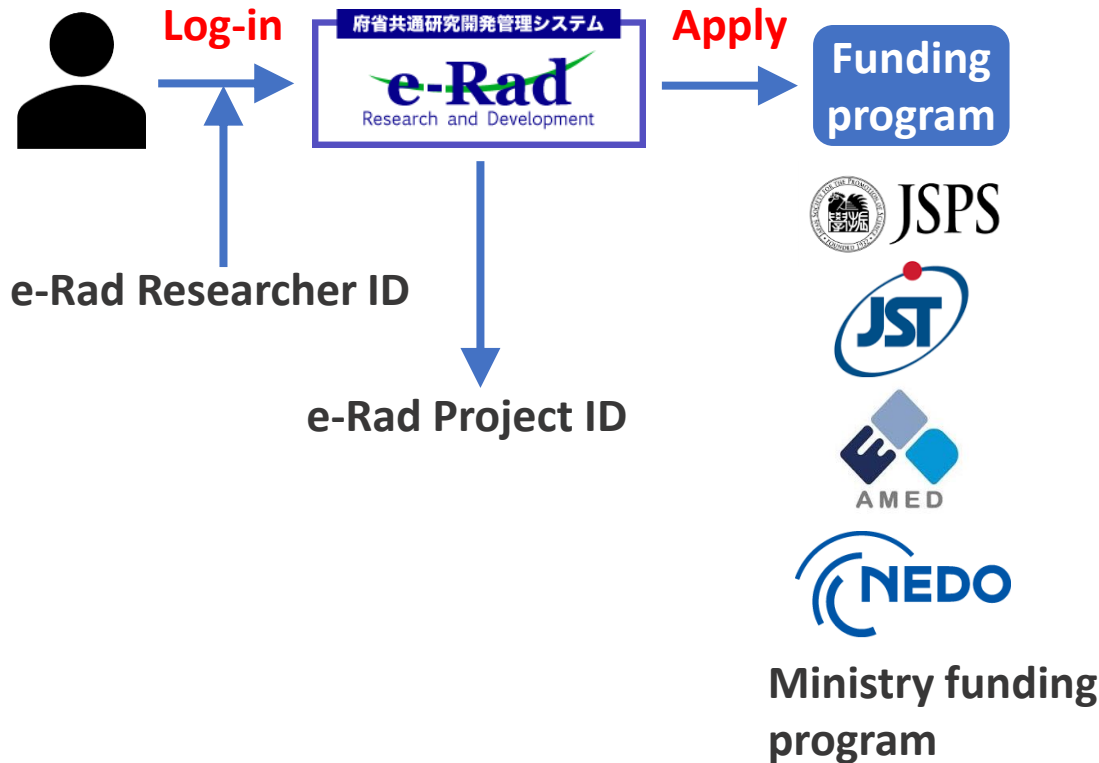 Log-in
府省共通研究開発管理システム
Apply
e-Rad
Research and Development
Funding
program
JSPS
e-Rad Researcher ID
JST
e-Rad Project ID
AMED
NEDO
Ministry funding
program